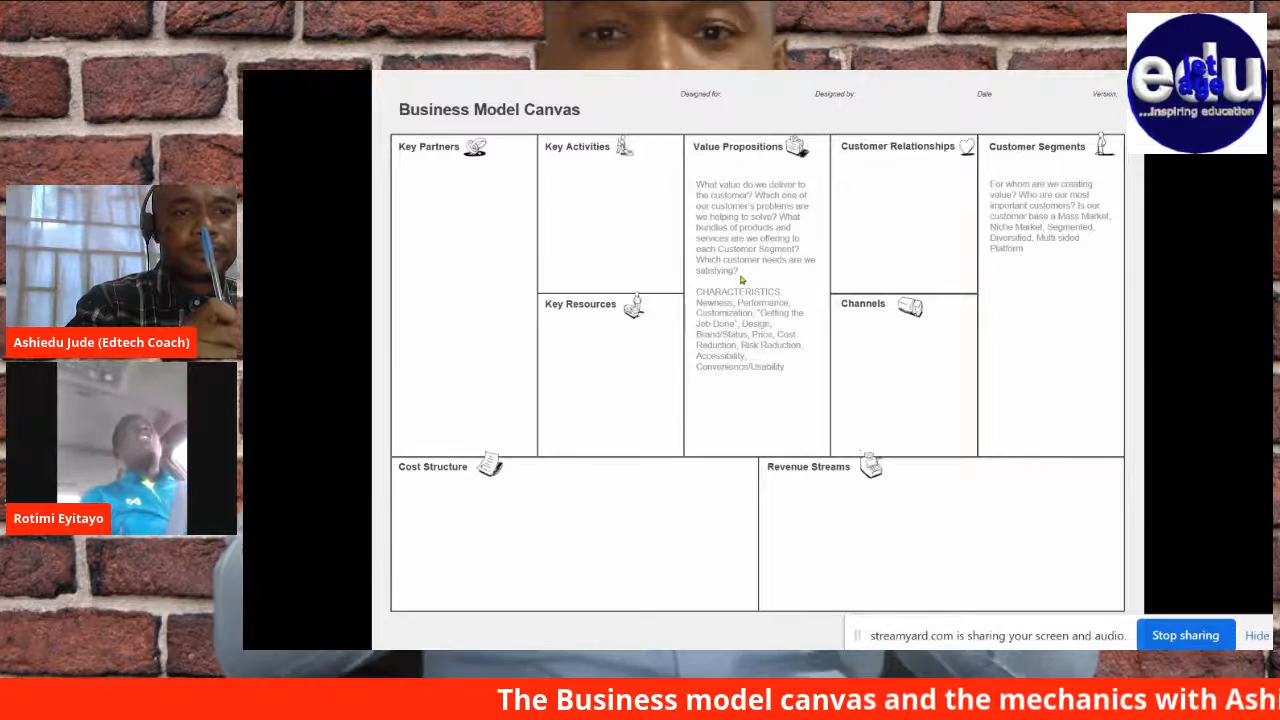 Designed for:
Designed by:
Date
Version:
Business Model Canvas
edu
let
age
...inspiring education
Key Partners
Key Activities
Value Propositions
Customer Relationships
Customer Segments
What value do we deliver to
the customer? Which one of
our customer's problems are
we helping to solve? What
bundles of products and
services are we offering to
each Customer Segment?
Which customer needs are we
satisfying?
CHARACTERISTICS:
Newness, Performance,
Customization, "Getting the
Job Done", Design,
Brand/Status, Price, Cost
Reduction, Risk Reduction,
Accessibility,
Convenience/Usability
For whom are we creating
value? Who are our most
important customers? Is our
customer base a Mass Market,
Niche Market, Segmented,
Diversified, Multi sided
Platform
Key Resources
Channels
Cost Structure
Revenue Streams
Ashiedu Jude (Edtech Coach)
Rotimi Eyitayo
streamyard.com is sharing your screen and audio.
Stop sharing
Hide
The Business model canvas and the mechanics with Ashi